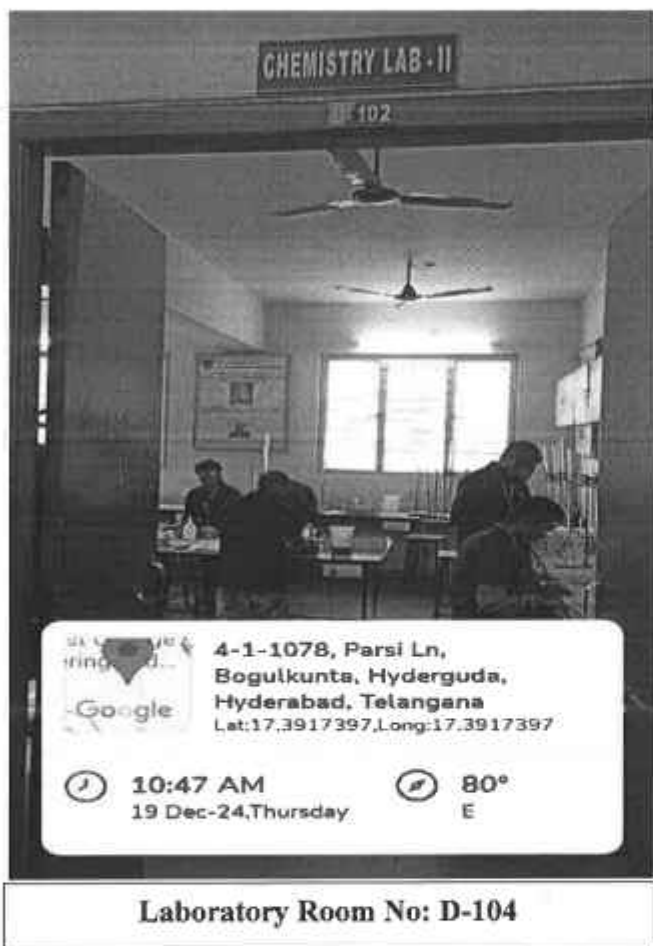 CHEMISTRY LAB - II
102
4-1-1078, Parsi Ln,
Bogulkunta, Hyderguda,
Hyderabad, Telangana
Lat:17.3917397,Long:17.3917397
Google
10:47 AM
80°
19 Dec-24,Thursday
E
Laboratory Room No: D-104